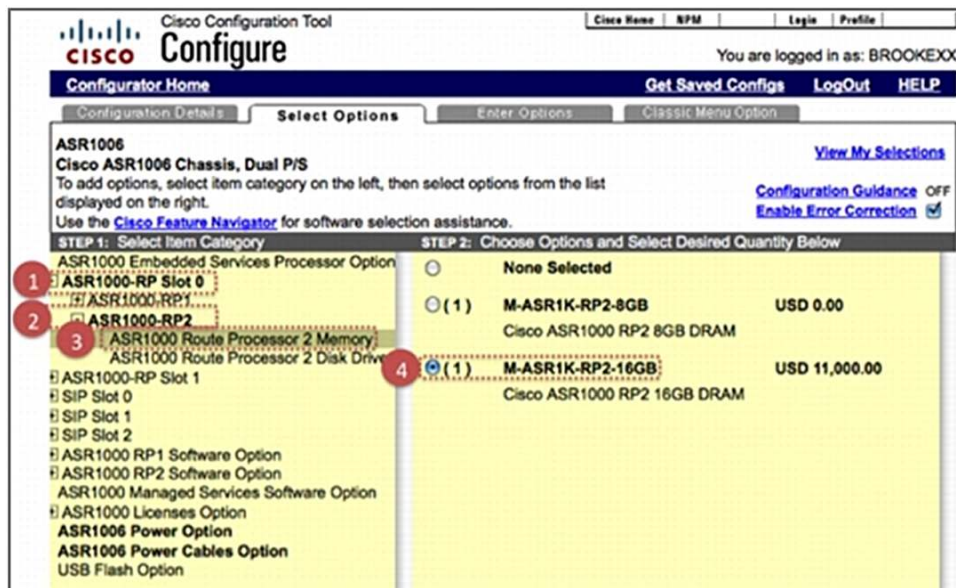 Cisco Configuration Tool
Cisco Home NPM Login Profile
CISCO Configure
You are logged in as: BROOKEXX
Configurator Home Get Saved Configs LogOut HELP
Configuration Details Select Options Enter Options Classic Menu Option
ASR1006
Cisco ASR1006 Chassis, Dual P/S
View My Selections
To add options, select item category on the left, then select options from the list
displayed on the right.
Configuration Guidance OFF
Use the Cisco Feature Navigator for software selection assistance.
Enable Error Correction
STEP 1: Select Item Category
ASR1000 Embedded Services Processor Option
1 ASR1000-RP Slot 0
ASR1000-RP1
2 ASR1000-RP2
3 ASR1000 Route Processor 2 Memory
ASR1000 Route Processor 2 Disk Drive
ASR1000-RP Slot 1
SIP Slot 0
SIP Slot 1
SIP Slot 2
ASR1000 RP1 Software Option
ASR1000 RP2 Software Option
ASR1000 Managed Services Software Option
ASR1000 Licenses Option
ASR1006 Power Option
ASR1006 Power Cables Option
USB Flash Option
STEP 2: Choose Options and Select Desired Quantity Below
None Selected
(1) M-ASR1K-RP2-8GB USD 0.00
Cisco ASR1000 RP2 8GB DRAM
4 (1) M-ASR1K-RP2-16GB USD 11,000.00
Cisco ASR1000 RP2 16GB DRAM